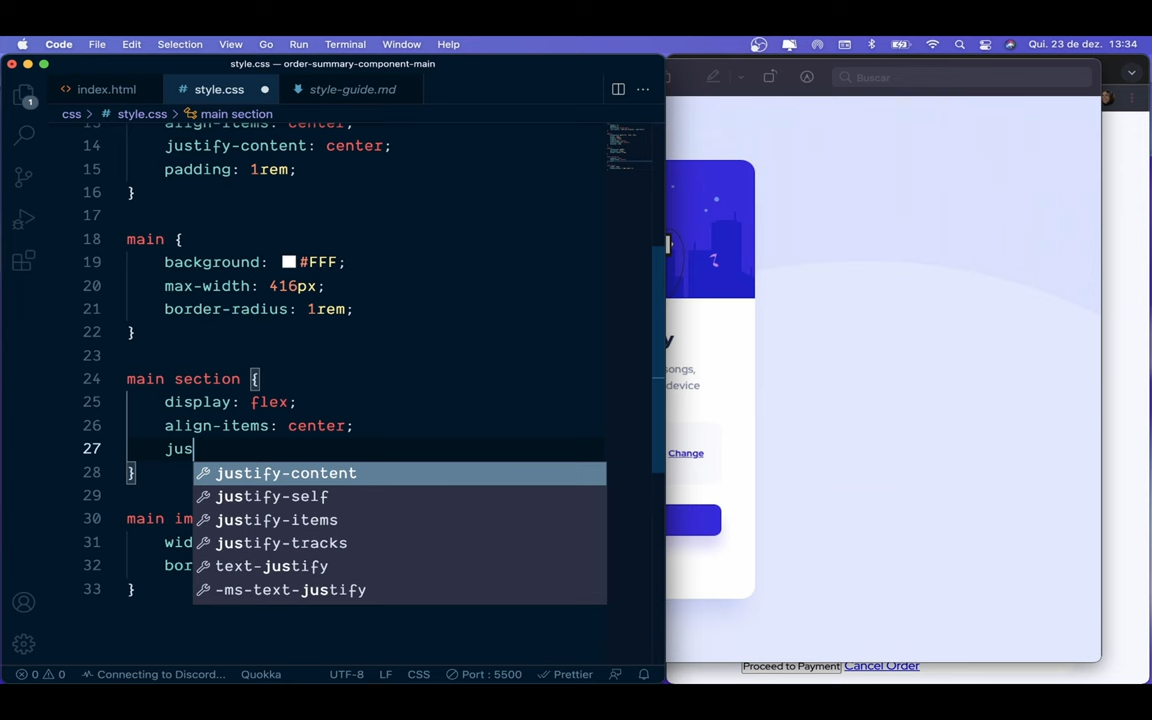 Code File Edit Selection View Go Run Terminal Window Help Qui. 23 de dez. 13:34
style.css — order-summary-component-main
index.html style.css style-guide.md
Buscar
1
css > style.css > main section
14 justify-content: center;
15 padding: 1rem;
16 }
17
18 main {
19 background: #FFF;
20 max-width: 416px;
21 border-radius: 1rem;
22 }
23
24 main section {
25 display: flex;
26 align-items: center;
27 jus
28 }
29
30 main im
31 wid
32 bor
33 }
justify-content
justify-self
justify-items
justify-tracks
text-justify
-ms-text-justify
y
songs,
device
Change
Proceed to Payment Cancel Order
0 0 Connecting to Discord... Quokka UTF-8 LF CSS Port : 5500 Prettier